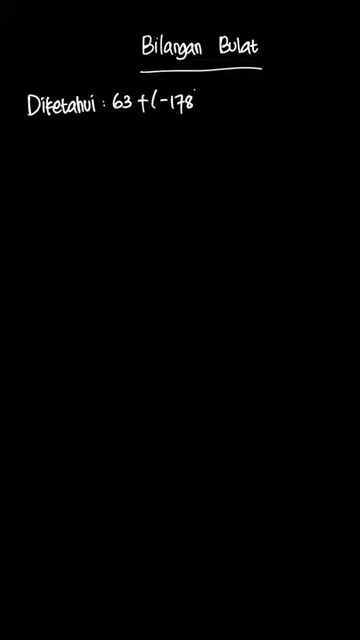 Bilangan Bulat
Diketahui : 63 + (-178